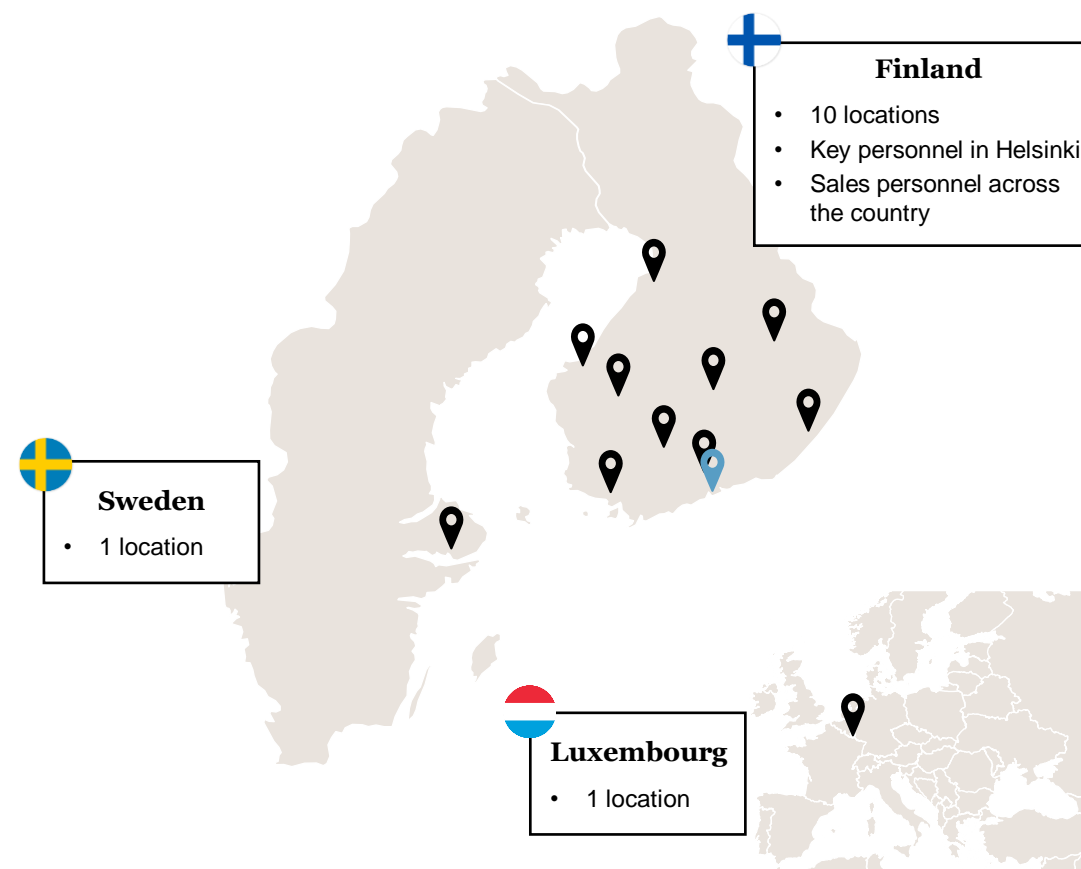 Finland
• 10 locations
• Key personnel in Helsinki
• Sales personnel across
the country
Sweden
• 1 location
Luxembourg
• 1 location